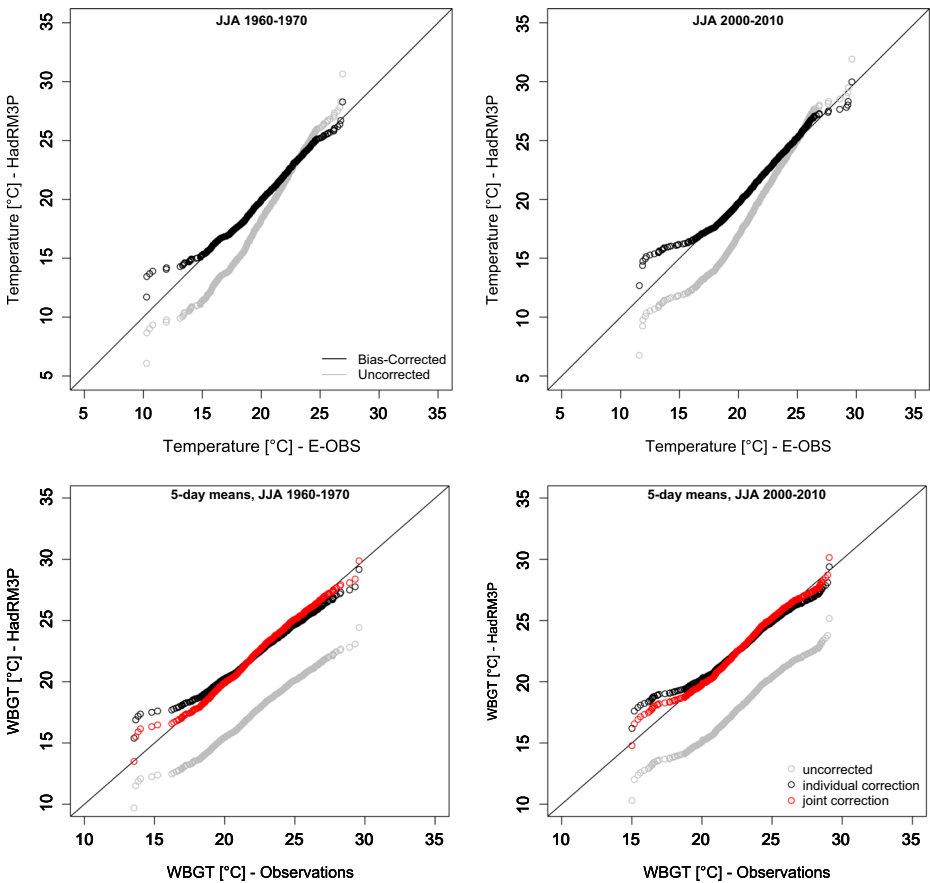 JJA 1960-1970
35
30
25
20
15
10
5
Temperature [°C] - HadRM3P
Bias-Corrected
Uncorrected
5 10 15 20 25 30 35
Temperature [°C] - E-OBS
JJA 2000-2010
35
30
25
20
15
10
5
Temperature [°C] - HadRM3P
5 10 15 20 25 30 35
Temperature [°C] - E-OBS
5-day means, JJA 1960-1970
35
30
25
20
15
10
WBGT [°C] - HadRM3P
10 15 20 25 30 35
WBGT [°C] - Observations
5-day means, JJA 2000-2010
35
30
25
20
15
10
WBGT [°C] - HadRM3P
uncorrected
individual correction
joint correction
10 15 20 25 30 35
WBGT [°C] - Observations